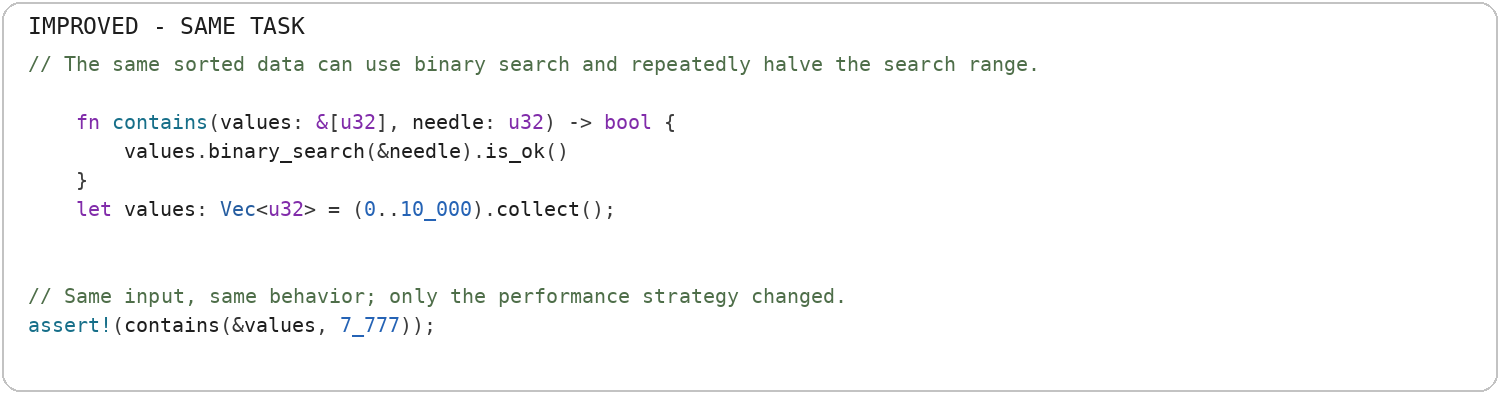 IMPROVED - SAME TASK
// The same sorted data can use binary search and repeatedly halve the search range.
fn contains(values: &[u32], needle: u32) -> bool {
values.binary_search(&needle).is_ok()
}
let values: Vec<u32> = (0..10_000).collect();
// Same input, same behavior; only the performance strategy changed.
assert!(contains(&values, 7_777));